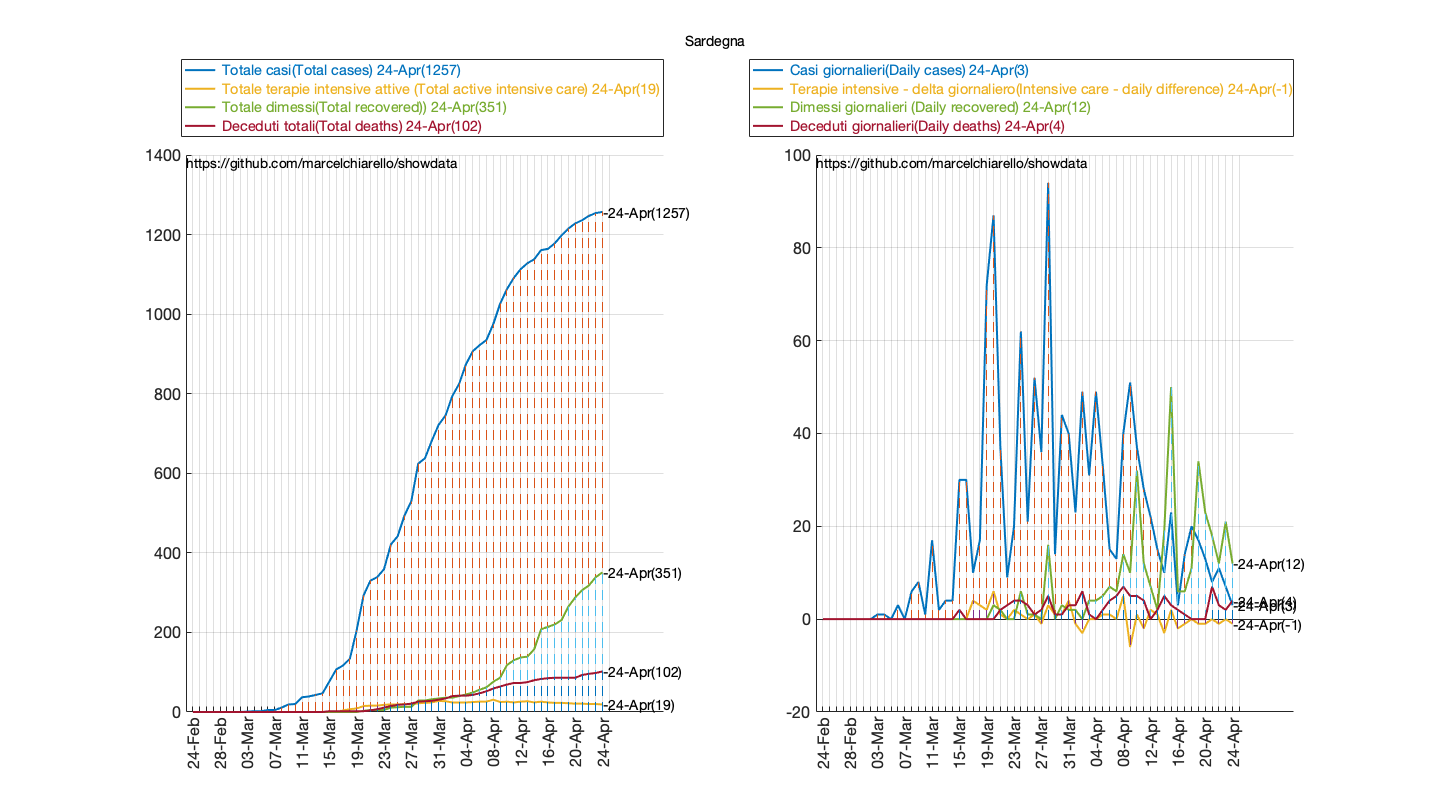 Sardegna
Totale casi(Total cases) 24-Apr(1257)
Totale terapie intensive attive (Total active intensive care) 24-Apr(19)
Totale dimessi(Total recovered)) 24-Apr(351)
Deceduti totali(Total deaths) 24-Apr(102)
1400
https://github.com/marcelchiarello/showdata
-24-Apr(1257)
1200
1000
800
600
-24-Apr(351)
400
200
-24-Apr(102)
-24-Apr(19)
0
24-Feb
28-Feb
03-Mar
07-Mar
11-Mar
15-Mar
19-Mar
23-Mar
27-Mar
31-Mar
04-Apr
08-Apr
12-Apr
16-Apr
20-Apr
24-Apr
Casi giornalieri(Daily cases) 24-Apr(3)
Terapie intensive - delta giornaliero(Intensive care - daily difference) 24-Apr(-1)
Dimessi giornalieri (Daily recovered) 24-Apr(12)
Deceduti giornalieri(Daily deaths) 24-Apr(4)
100
https://github.com/marcelchiarello/showdata
80
60
40
20
-24-Apr(12)
-24-Apr(4)
-24-Apr(3)
0
-24-Apr(-1)
-20
24-Feb
28-Feb
03-Mar
07-Mar
11-Mar
15-Mar
19-Mar
23-Mar
27-Mar
31-Mar
04-Apr
08-Apr
12-Apr
16-Apr
20-Apr
24-Apr